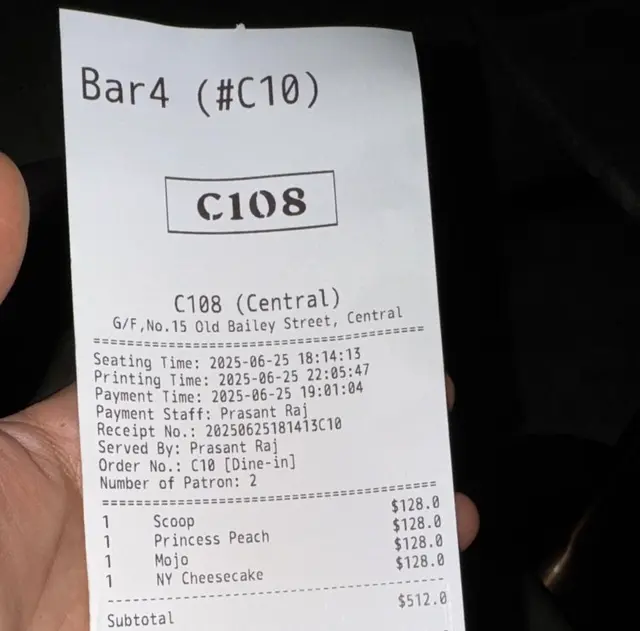 Bar4 (#C10)
C108
C108 (Central)
G/F,No.15 Old Bailey Street, Central
Seating Time: 2025-06-25 18:14:13
Printing Time: 2025-06-25 22:05:47
Payment Time: 2025-06-25 19:01:04
Payment Staff: Prasant Raj
Receipt No.: 20250625181413C10
Served By: Prasant Raj
Order No.: C10 [Dine-in]
Number of Patron: 2
1 Scoop $128.0
1 Princess Peach $128.0
1 Mojo $128.0
1 NY Cheesecake $128.0
Subtotal $512.0